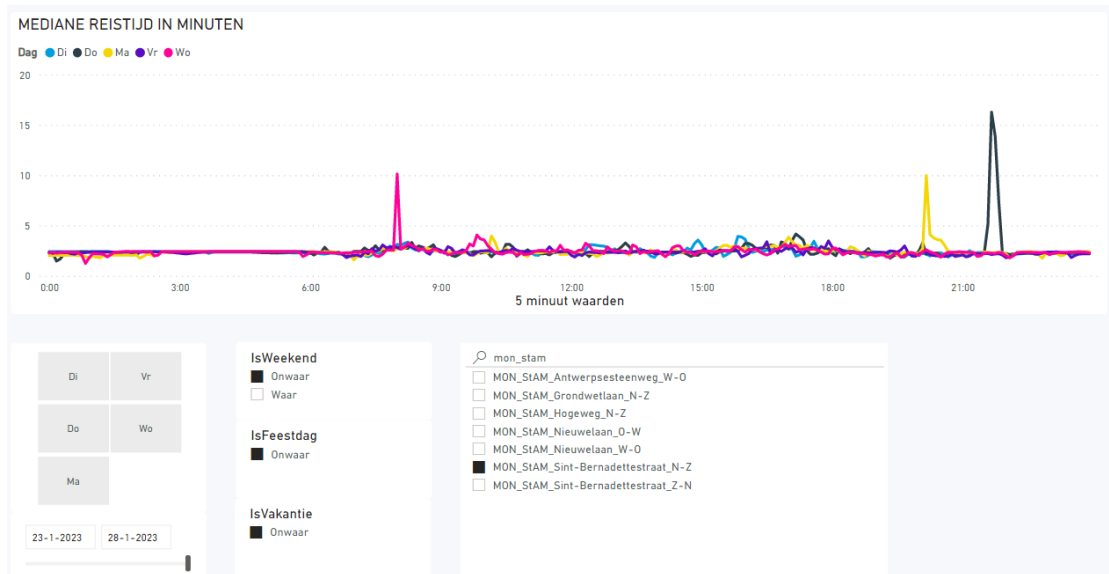 MEDIANE REISTIJD IN MINUTEN
Dag Di Do Ma Vr Wo
20
15
10
5
0
0:00 3:00 6:00 9:00 12:00 15:00 18:00 21:00
5 minuut waarden
Di Vr
Do Wo
Ma
23-1-2023 28-1-2023
IsWeekend
Onwaar
Waar
IsFeestdag
Onwaar
IsVakantie
Onwaar
mon_stam
MON_StAM_Antwerpsesteenweg_W-O
MON_StAM_Grondwetlaan_N-Z
MON_StAM_Hogeweg_N-Z
MON_StAM_Nieuwelaan_O-W
MON_StAM_Nieuwelaan_W-O
MON_StAM_Sint-Bernadettestraat_N-Z
MON_StAM_Sint-Bernadettestraat_Z-N